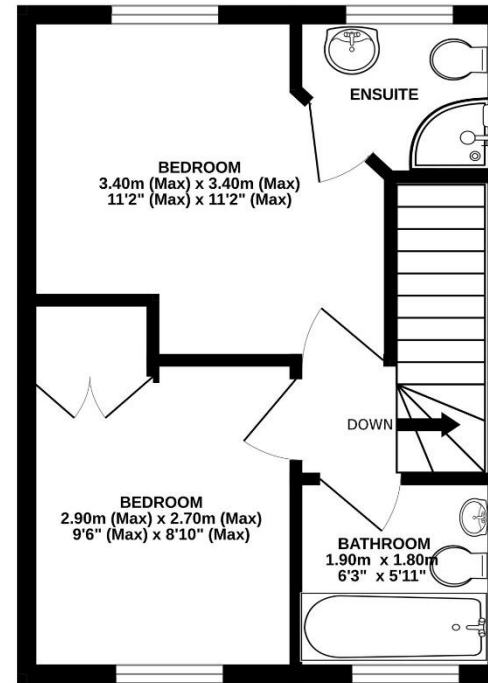 ENSUITE
BEDROOM
3.40m (Max) x 3.40m (Max)
11'2" (Max) x 11'2" (Max)
DOWN
BEDROOM
2.90m (Max) x 2.70m (Max)
9'6" (Max) x 8'10" (Max)
BATHROOM
1.90m x 1.80m
6'3" x 5'11"